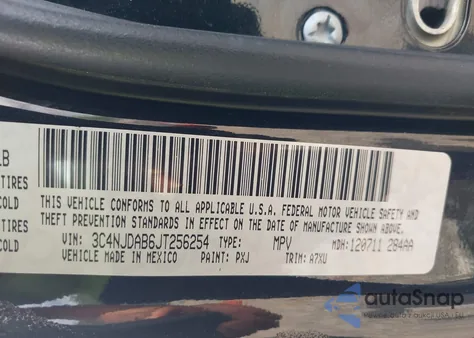 LB
TIRES
COLD
TIRES
COLD
THIS VEHICLE CONFORMS TO ALL APPLICABLE U.S.A. FEDERAL MOTOR VEHICLE SAFETY AND
THEFT PREVENTION STANDARDS IN EFFECT ON THE DATE OF MANUFACTURE SHOWN ABOVE.
VIN: 3C4NJDAB6JT256254 TYPE: MPV MDH: 120711 284AA
VEHICLE MADE IN MEXICO PAINT: PXJ TRIM: A7XU
autoSnap